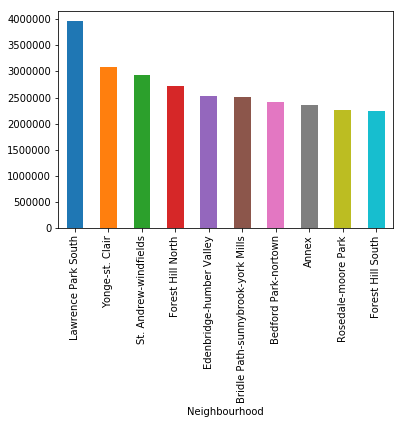 4000000
3500000
3000000
2500000
2000000
1500000
1000000
500000
0
Lawrence Park South
Yonge-st. Clair
St. Andrew-windfields
Forest Hill North
Edenbridge-humber Valley
Bridle Path-sunnybrook-york Mills
Bedford Park-nortown
Annex
Rosedale-moore Park
Forest Hill South
Neighbourhood